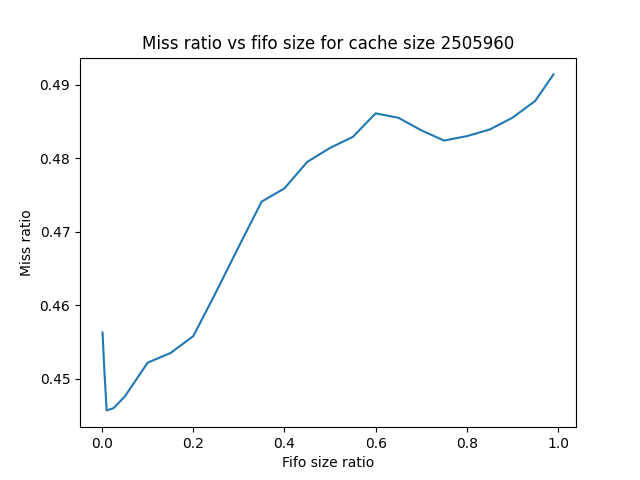 Miss ratio vs fifo size for cache size 2505960
0.49
0.48
0.47
0.46
0.45
Miss ratio
0.0 0.2 0.4 0.6 0.8 1.0
Fifo size ratio